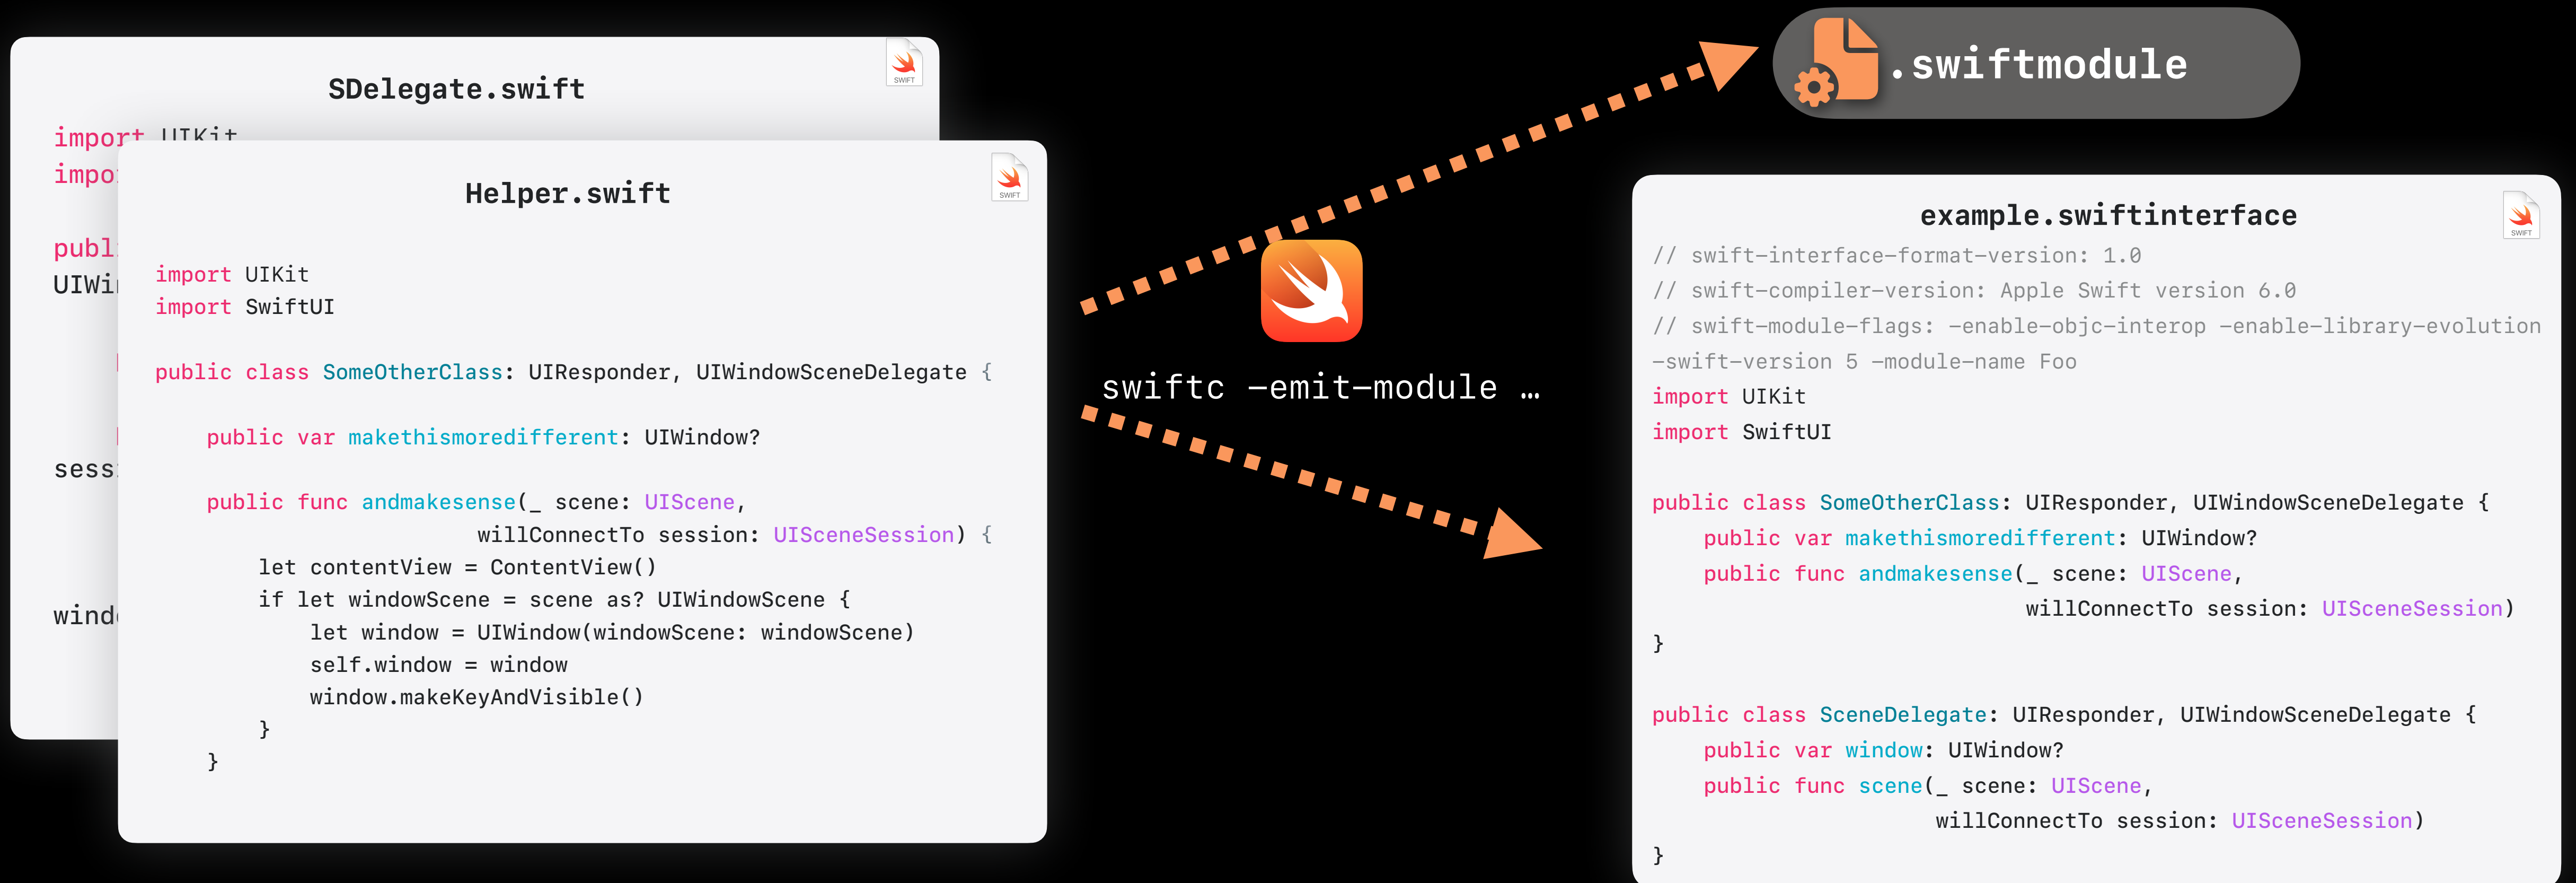 SDelegate.swift
SWIFT
import UIKit
Helper.swift
SWIFT
import UIKit
import SwiftUI
public class SomeOtherClass: UIResponder, UIWindowSceneDelegate {
public var makethismoredifferent: UIWindow?
public func andmakesense(_ scene: UIScene,
willConnectTo session: UISceneSession) {
let contentView = ContentView()
if let windowScene = scene as? UIWindowScene {
let window = UIWindow(windowScene: windowScene)
self.window = window
window.makeKeyAndVisible()
}
}
swiftc -emit-module …
.swiftmodule
example.swiftinterface
SWIFT
// swift-interface-format-version: 1.0
// swift-compiler-version: Apple Swift version 6.0
// swift-module-flags: -enable-objc-interop -enable-library-evolution
-swift-version 5 -module-name Foo
import UIKit
import SwiftUI
public class SomeOtherClass: UIResponder, UIWindowSceneDelegate {
public var makethismoredifferent: UIWindow?
public func andmakesense(_ scene: UIScene,
willConnectTo session: UISceneSession)
}
public class SceneDelegate: UIResponder, UIWindowSceneDelegate {
public var window: UIWindow?
public func scene(_ scene: UIScene,
willConnectTo session: UISceneSession)
}